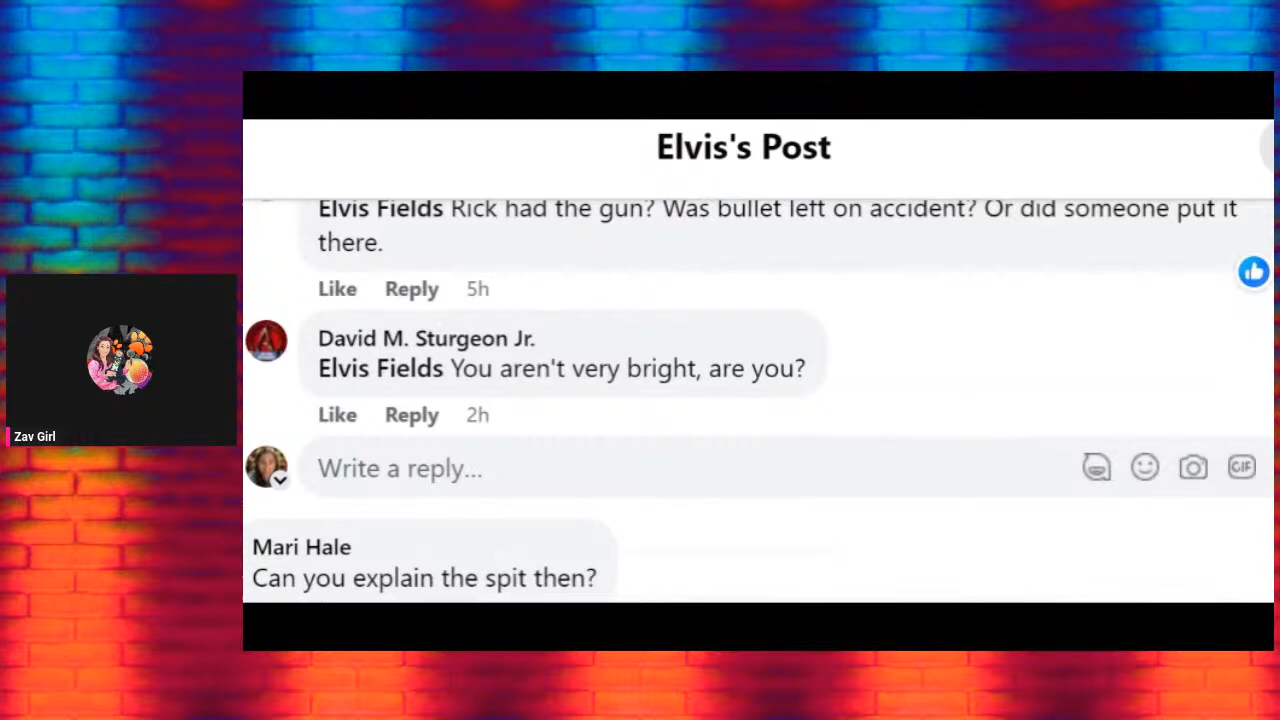 Elvis's Post
Elvis Fields Rick had the gun? Was bullet left on accident? Or did someone put it
there.
Like Reply 5h
David M. Sturgeon Jr.
Elvis Fields You aren't very bright, are you?
Like Reply 2h
Write a reply...
GIF
Mari Hale
Can you explain the spit then?
Zav Girl